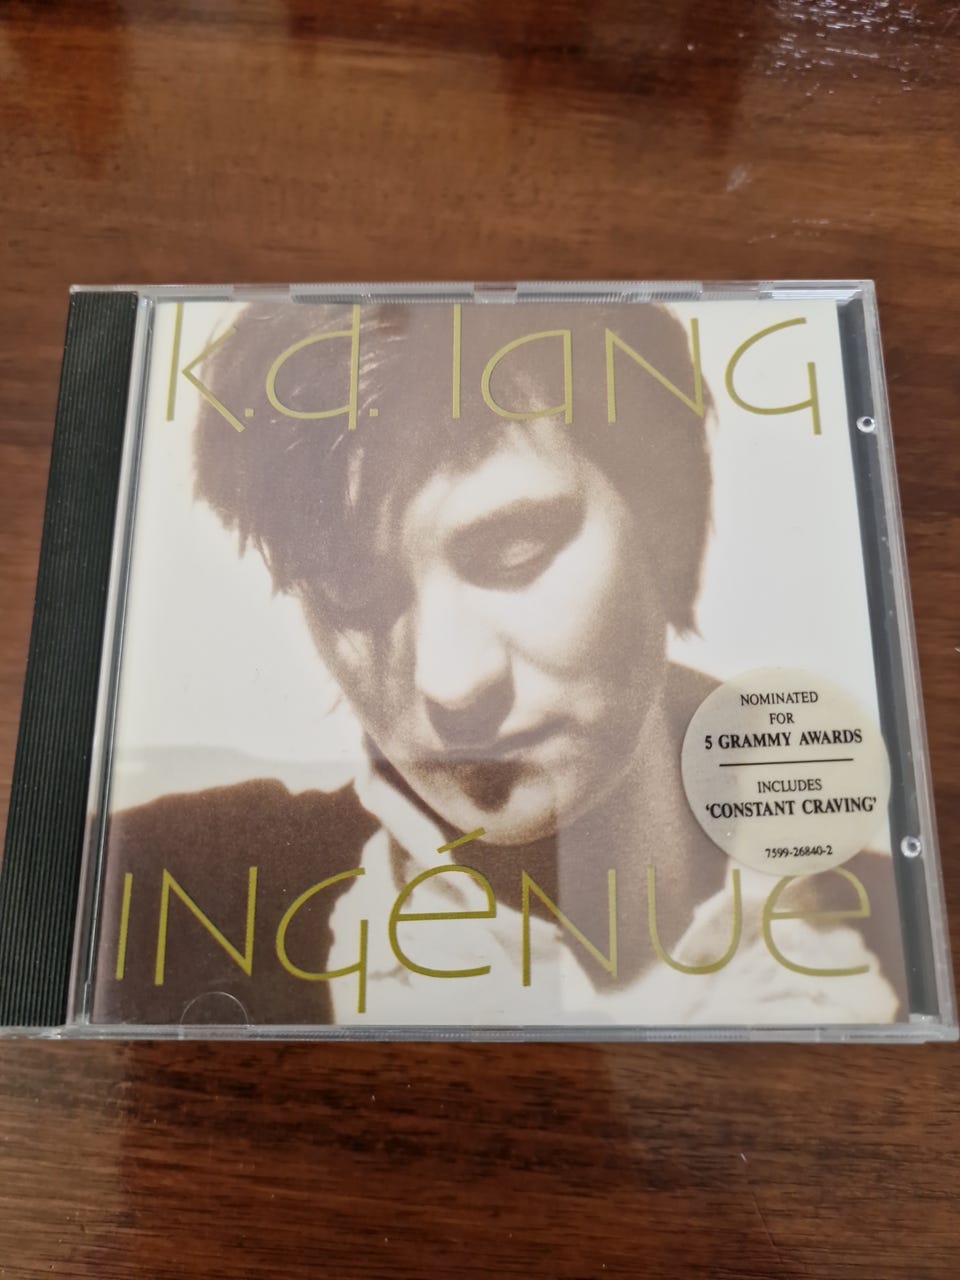 k.d. lang
NOMINATED
FOR
5 GRAMMY AWARDS
INCLUDES
'CONSTANT CRAVING'
7599-26840-2
INGéNUE